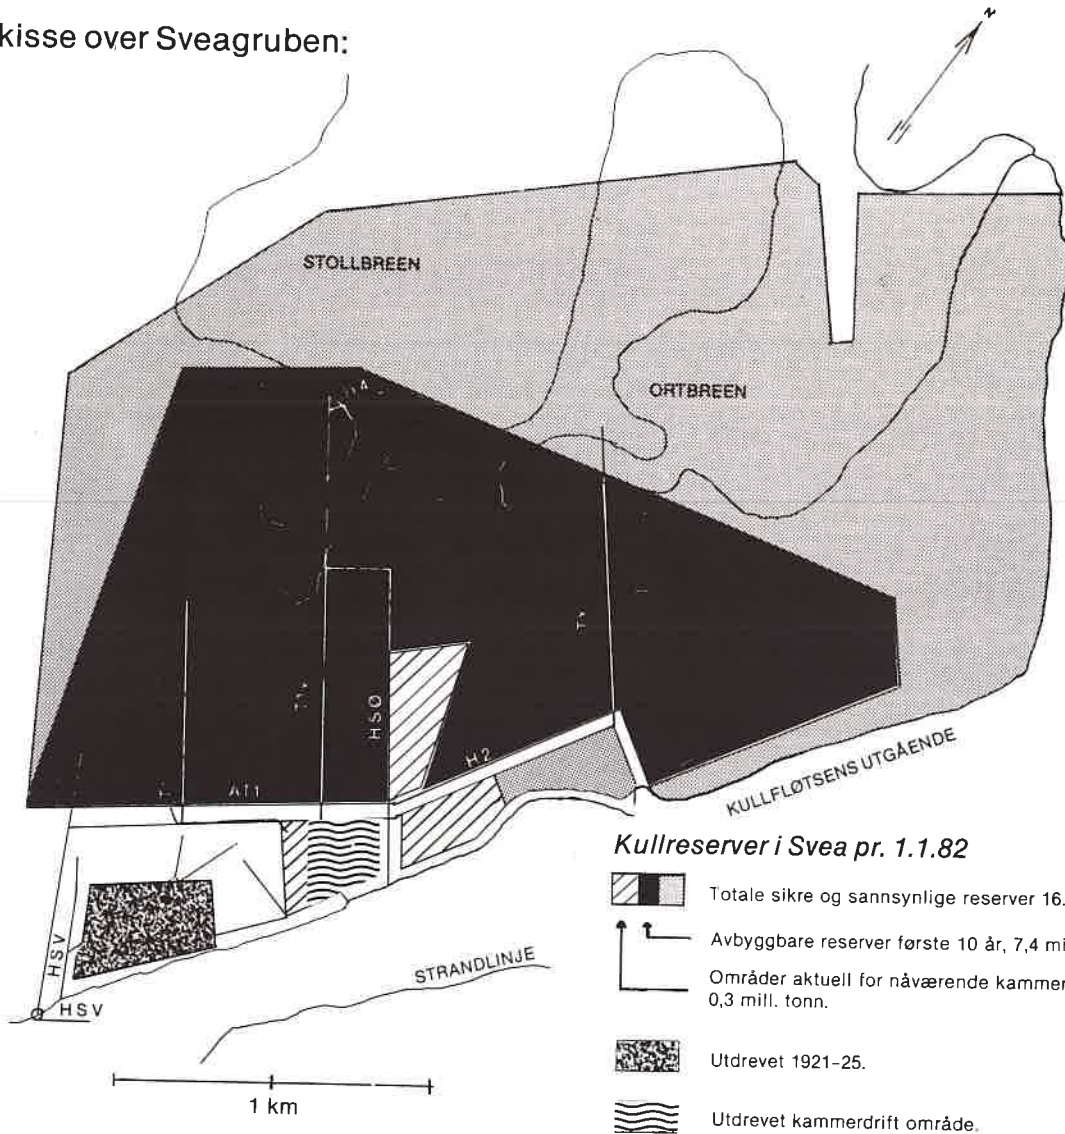 kisse over Sveagruben:
N
STOLLBREEN
ORTBREEN
HSØ
H2
AT1
KULLFLØTSENS UTGÅENDE
HSV
HSV
STRANDLINJE
1 km
Kullreserver i Svea pr. 1.1.82
Totale sikre og sannsynlige reserver 16.
Avbyggbare reserver første 10 år, 7,4 mi
Områder aktuell for nåværende kammer
0,3 mill. tonn.
Utdrevet 1921-25.
Utdrevet kammerdrift område.